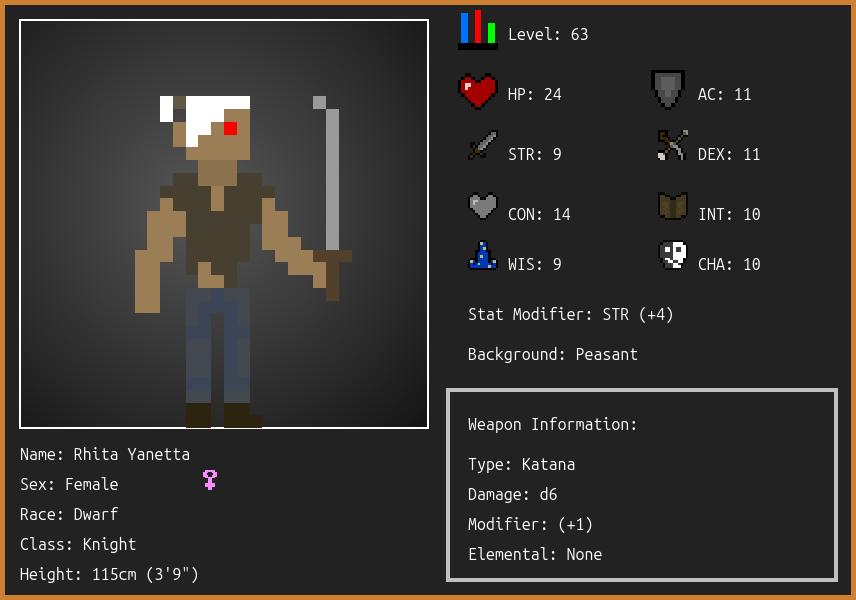 Level: 63
HP: 24
AC: 11
STR: 9
DEX: 11
CON: 14
INT: 10
WIS: 9
CHA: 10
Stat Modifier: STR (+4)
Background: Peasant
Weapon Information:
Type: Katana
Damage: d6
Modifier: (+1)
Elemental: None
Name: Rhita Yanetta
Sex: Female
Race: Dwarf
Class: Knight
Height: 115cm (3'9")